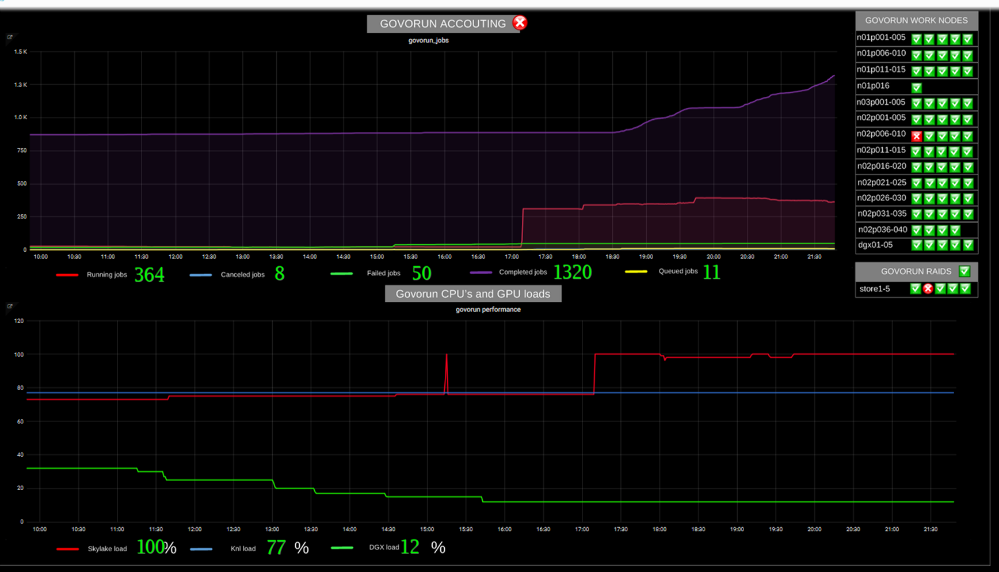 GOVORUN ACCOUTING
govorun_jobs
1.5 K
1.3 K
1.0 K
750
500
250
0
10:00 10:30 11:00 11:30 12:00 12:30 13:00 13:30 14:00 14:30 15:00 15:30 16:00 16:30 17:00 17:30 18:00 18:30 19:00 19:30 20:00 20:30 21:00 21:30
Running jobs 364 Canceled jobs 8 Failed jobs 50 Completed jobs 1320 Queued jobs 11
Govorun CPU's and GPU loads
govorun performance
120
100
80
60
40
20
0
10:00 10:30 11:00 11:30 12:00 12:30 13:00 13:30 14:00 14:30 15:00 15:30 16:00 16:30 17:00 17:30 18:00 18:30 19:00 19:30 20:00 20:30 21:00 21:30
Skylake load 100% Knl load 77 % DGX load 12 %
GOVORUN WORK NODES
n01p001-005
n01p006-010
n01p011-015
n01p016
n03p001-005
n02p001-005
n02p006-010
n02p011-015
n02p016-020
n02p021-025
n02p026-030
n02p031-035
n02p036-040
dgx01-05
GOVORUN RAIDS
store1-5